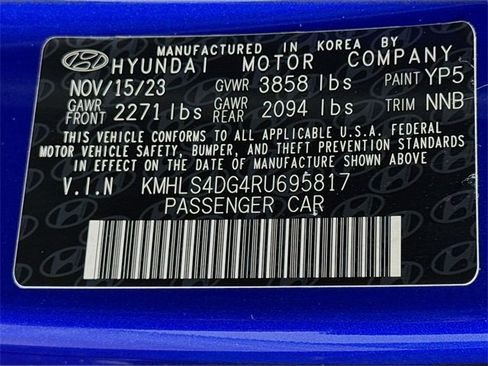 MANUFACTURED IN KOREA BY
HYUNDAI MOTOR COMPANY
NOV/15/23 GVWR 3858 lbs PAINT YP5
GAWR FRONT 2271 lbs GAWR REAR 2094 lbs TRIM NNB
THIS VEHICLE CONFORMS TO ALL APPLICABLE U.S.A. FEDERAL
MOTOR VEHICLE SAFETY, BUMPER, AND THEFT PREVENTION
STANDARDS IN EFFECT ON THE DATE OF MANUFACTURE
SHOWN ABOVE.
V.I.N KMHLS4DG4RU695817
PASSENGER CAR